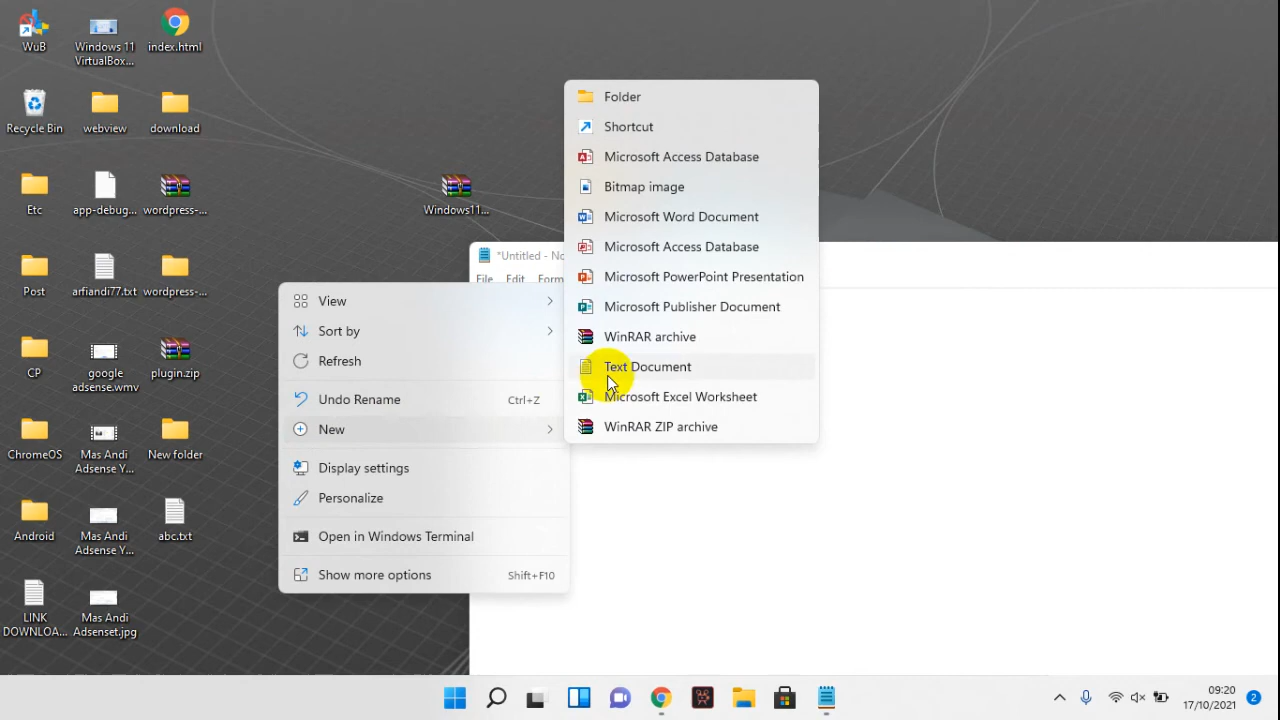 WuB
Windows 11
VirtualBox...
index.html
Recycle Bin
webview
download
Etc
app-debug...
wordpress-...
Windows11...
Post
arfiandi77.txt
wordpress-...
CP
google
adsense.wmv
plugin.zip
ChromeOS
Mas Andi
Adsense Y...
New folder
Android
Mas Andi
Adsense Y...
abc.txt
LINK
DOWNLOA...
Mas Andi
Adsenset.jpg
*Untitled - No
File Edit Form
View
Sort by
Refresh
Undo Rename Ctrl+Z
New
Display settings
Personalize
Open in Windows Terminal
Show more options Shift+F10
Folder
Shortcut
Microsoft Access Database
Bitmap image
Microsoft Word Document
Microsoft Access Database
Microsoft PowerPoint Presentation
Microsoft Publisher Document
WinRAR archive
Text Document
Microsoft Excel Worksheet
WinRAR ZIP archive
09:20
17/10/2021
2